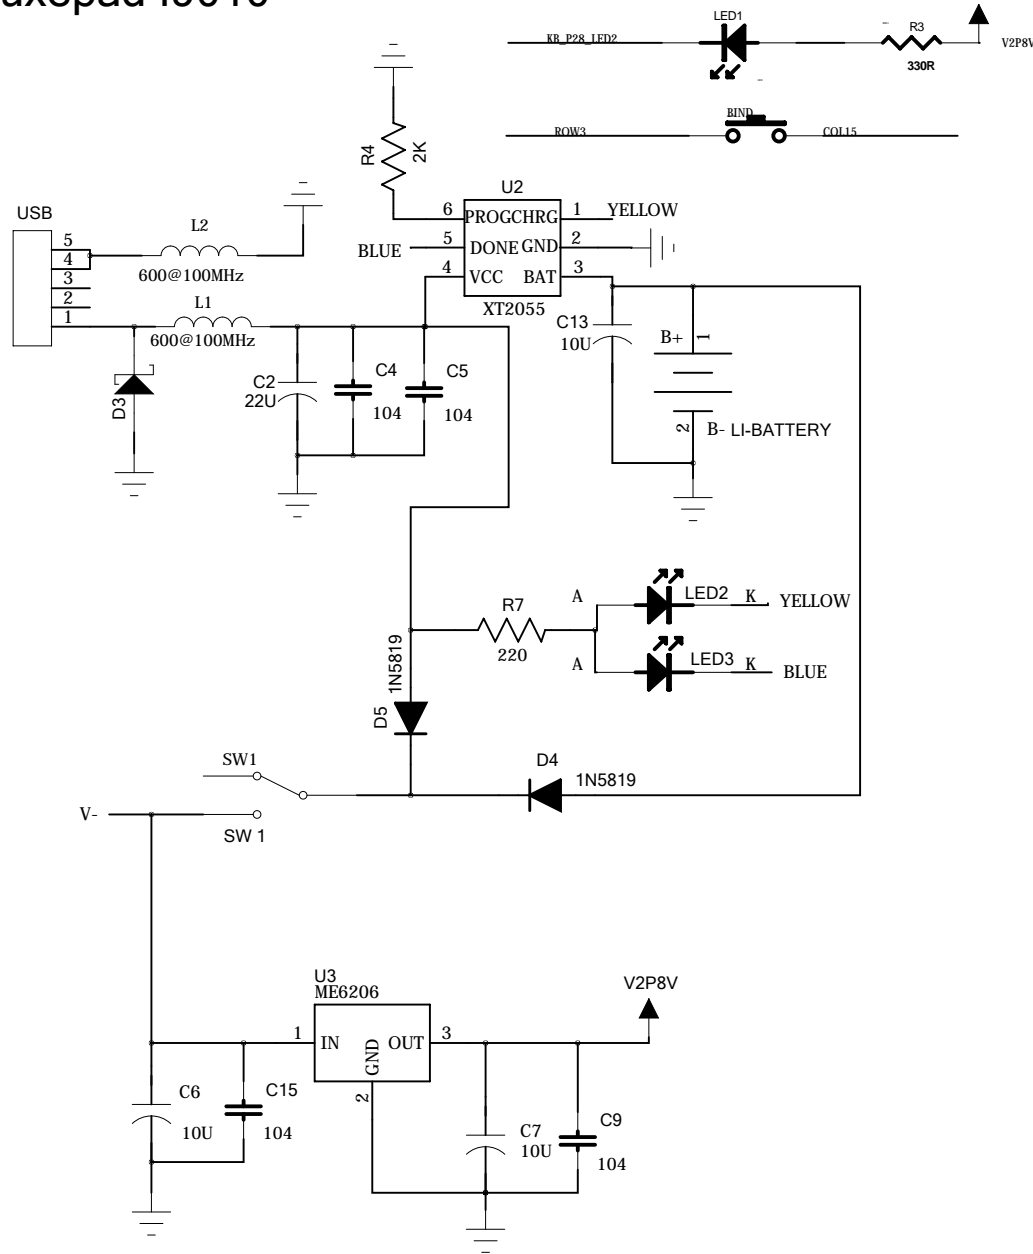 LED1
KB_P28_LED2
R3
330R
V2P8V
BIND
ROW3
COL15
R4
2K
U2
6 PROG CHRG 1 YELLOW
BLUE 5 DONE GND 2
4 VCC BAT 3
XT2055
USB
5
4
3
2
1
L2
600@100MHz
L1
600@100MHz
C13
10U
B+
1
2
B- LI-BATTERY
D3
C2
22U
C4
104
C5
104
R7
220
A
LED2 K YELLOW
A
LED3 K BLUE
1N5819
D5
D4
1N5819
SW1
V-
SW 1
U3
ME6206
1 IN OUT 3
GND
2
V2P8V
C6
10U
C15
104
C7
10U
C9
104